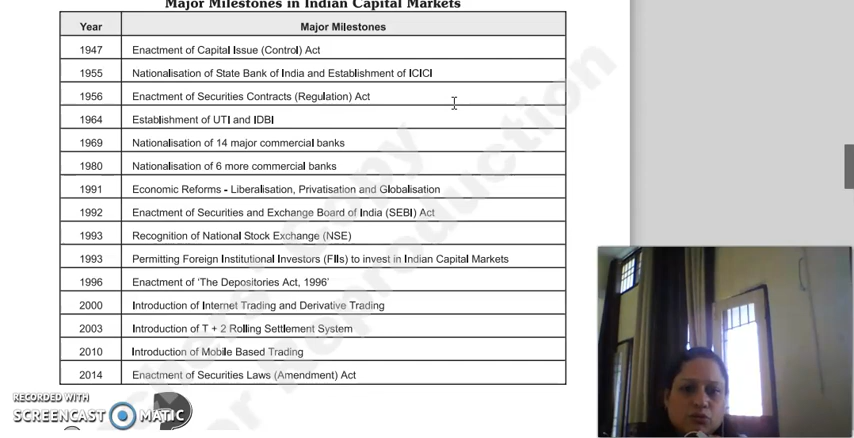 Major Milestones in Indian Capital Markets
Year Major Milestones
1947 Enactment of Capital Issue (Control) Act
1955 Nationalisation of State Bank of India and Establishment of ICICI
1956 Enactment of Securities Contracts (Regulation) Act
1964 Establishment of UTI and IDBI
1969 Nationalisation of 14 major commercial banks
1980 Nationalisation of 6 more commercial banks
1991 Economic Reforms - Liberalisation, Privatisation and Globalisation
1992 Enactment of Securities and Exchange Board of India (SEBI) Act
1993 Recognition of National Stock Exchange (NSE)
1993 Permitting Foreign Institutional Investors (FIIs) to invest in Indian Capital Markets
1996 Enactment of 'The Depositories Act, 1996'
2000 Introduction of Internet Trading and Derivative Trading
2003 Introduction of T + 2 Rolling Settlement System
2010 Introduction of Mobile Based Trading
2014 Enactment of Securities Laws (Amendment) Act
Copy
Reproduction
RECORDED WITH
SCREENCAST MATIC